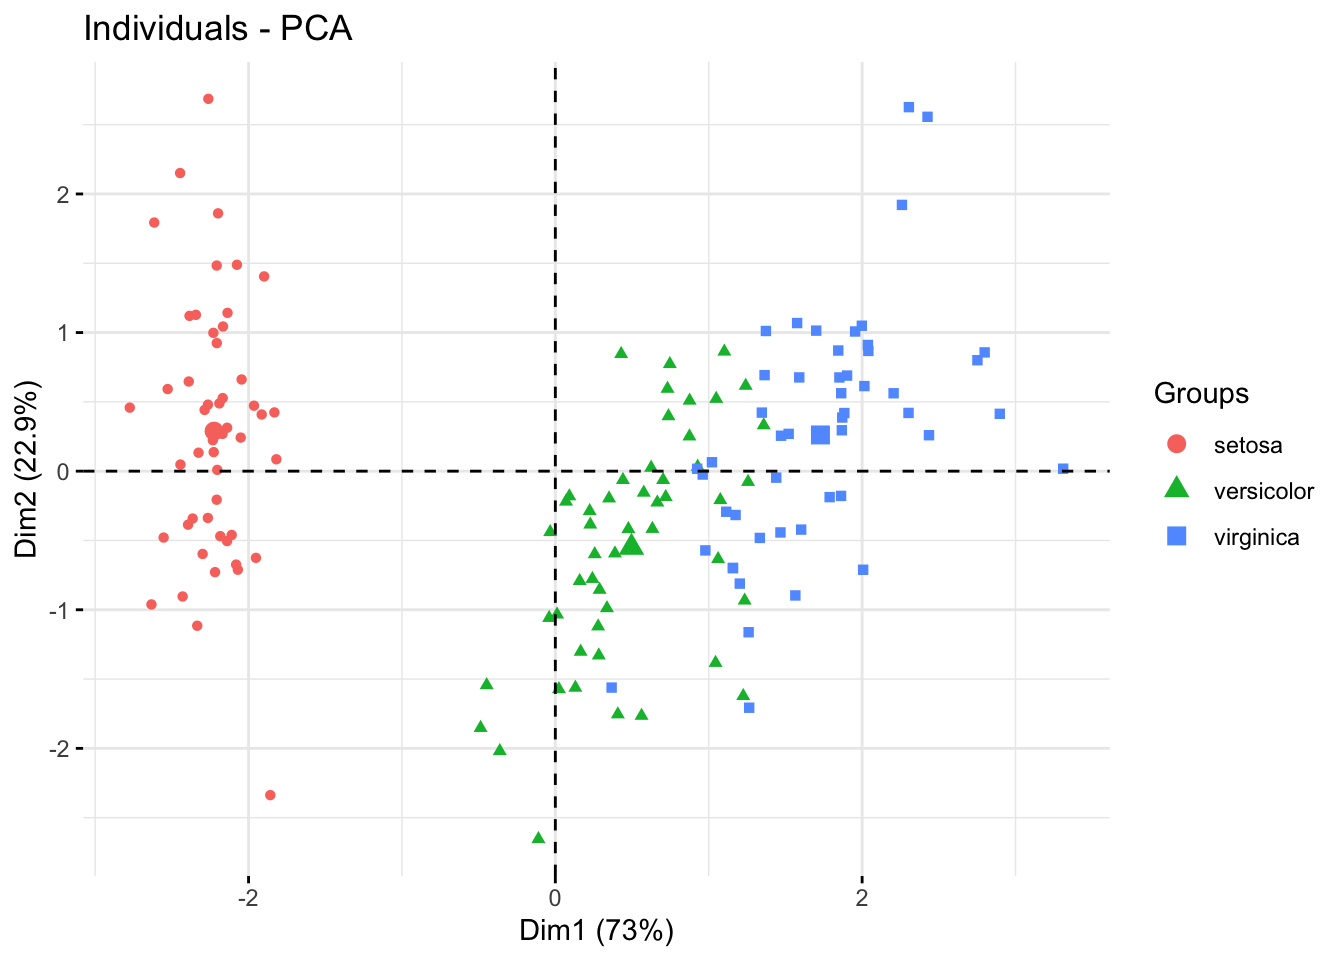 Individuals - PCA
2
1
0
-1
-2
Dim2 (22.9%)
-2
0
2
Dim1 (73%)
Groups
setosa
versicolor
virginica